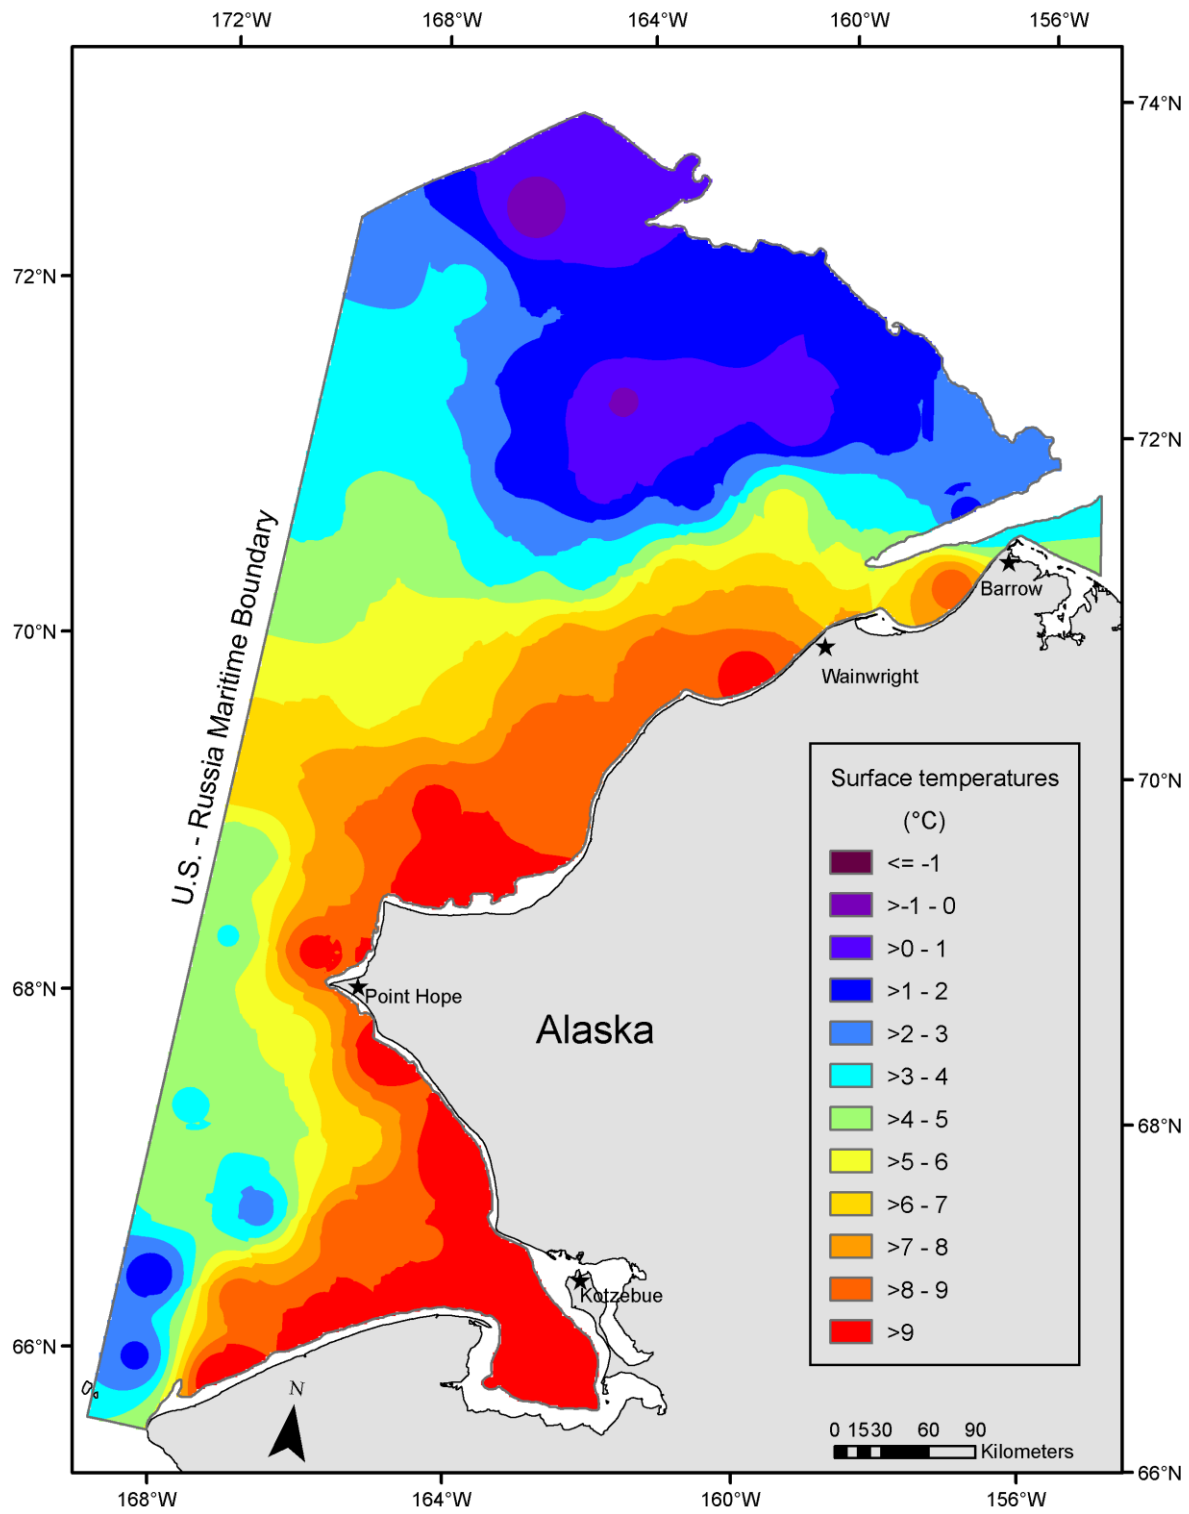 172°W 168°W 164°W 160°W 156°W
74°N
72°N
72°N
70°N
70°N
68°N
68°N
66°N
66°N
U.S. - Russia Maritime Boundary
Barrow
Wainwright
Point Hope
Alaska
Kotzebue
Surface temperatures
(°C)
<= -1
>-1 - 0
>0 - 1
>1 - 2
>2 - 3
>3 - 4
>4 - 5
>5 - 6
>6 - 7
>7 - 8
>8 - 9
>9
N
0 15 30 60 90
Kilometers
168°W 164°W 160°W 156°W